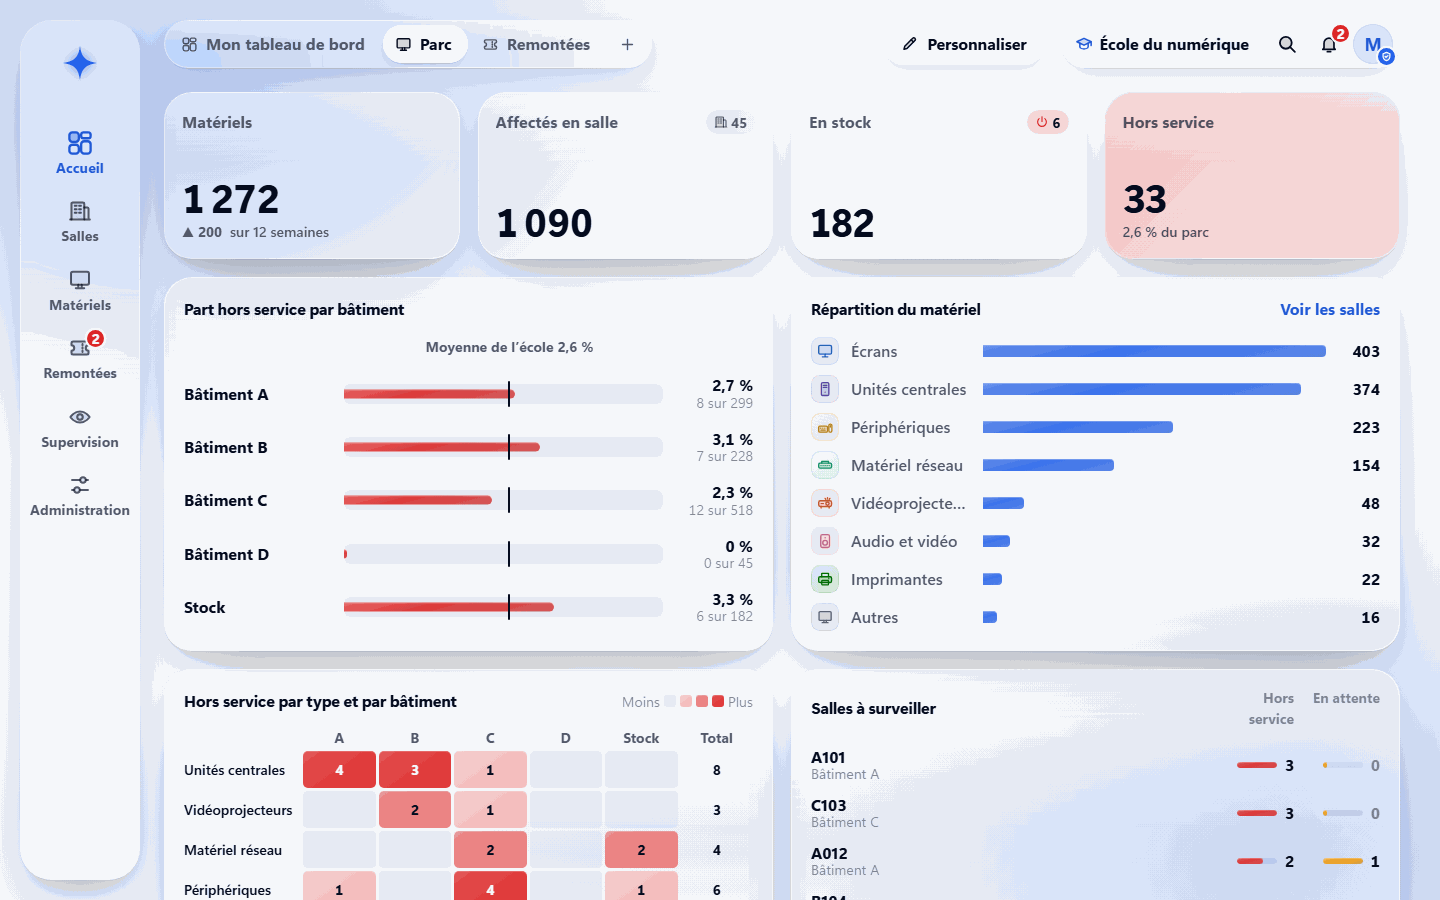 Mon tableau de bord
Parc
Remontées
Personnaliser
École du numérique
2
M
Accueil
Salles
Matériels
2
Remontées
Supervision
Administration
Matériels
1 272
▲ 200 sur 12 semaines
Affectés en salle
45
1 090
En stock
6
182
Hors service
33
2,6 % du parc
Part hors service par bâtiment
Moyenne de l'école 2,6 %
Bâtiment A
2,7 %
8 sur 299
Bâtiment B
3,1 %
7 sur 228
Bâtiment C
2,3 %
12 sur 518
Bâtiment D
0 %
0 sur 45
Stock
3,3 %
6 sur 182
Répartition du matériel
Voir les salles
Écrans 403
Unités centrales 374
Périphériques 223
Matériel réseau 154
Vidéoprojecte... 48
Audio et vidéo 32
Imprimantes 22
Autres 16
Hors service par type et par bâtiment
Moins Plus
A B C D Stock Total
Unités centrales 4 3 1 8
Vidéoprojecteurs 2 1 3
Matériel réseau 2 2 4
Périphériques 1 4 1 6
Salles à surveiller
Hors service
En attente
A101
Bâtiment A
3 0
C103
Bâtiment C
3 0
A012
Bâtiment A
2 1